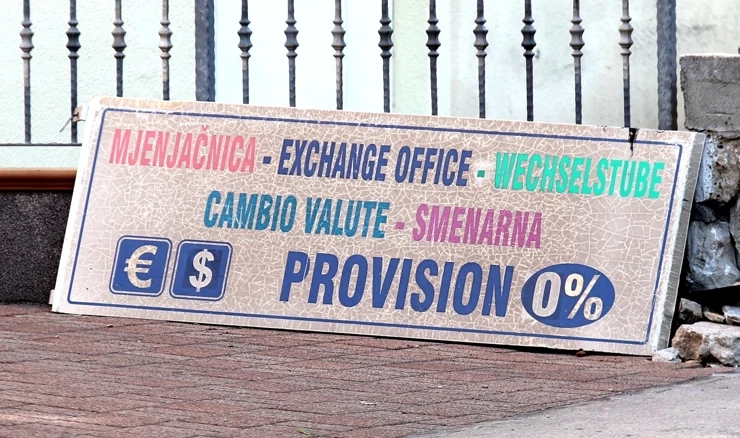 MJENJAČNICA - EXCHANGE OFFICE - WECHSELSTUBE
CAMBIO VALUTE - SMENARNA
€ $ PROVISION 0%